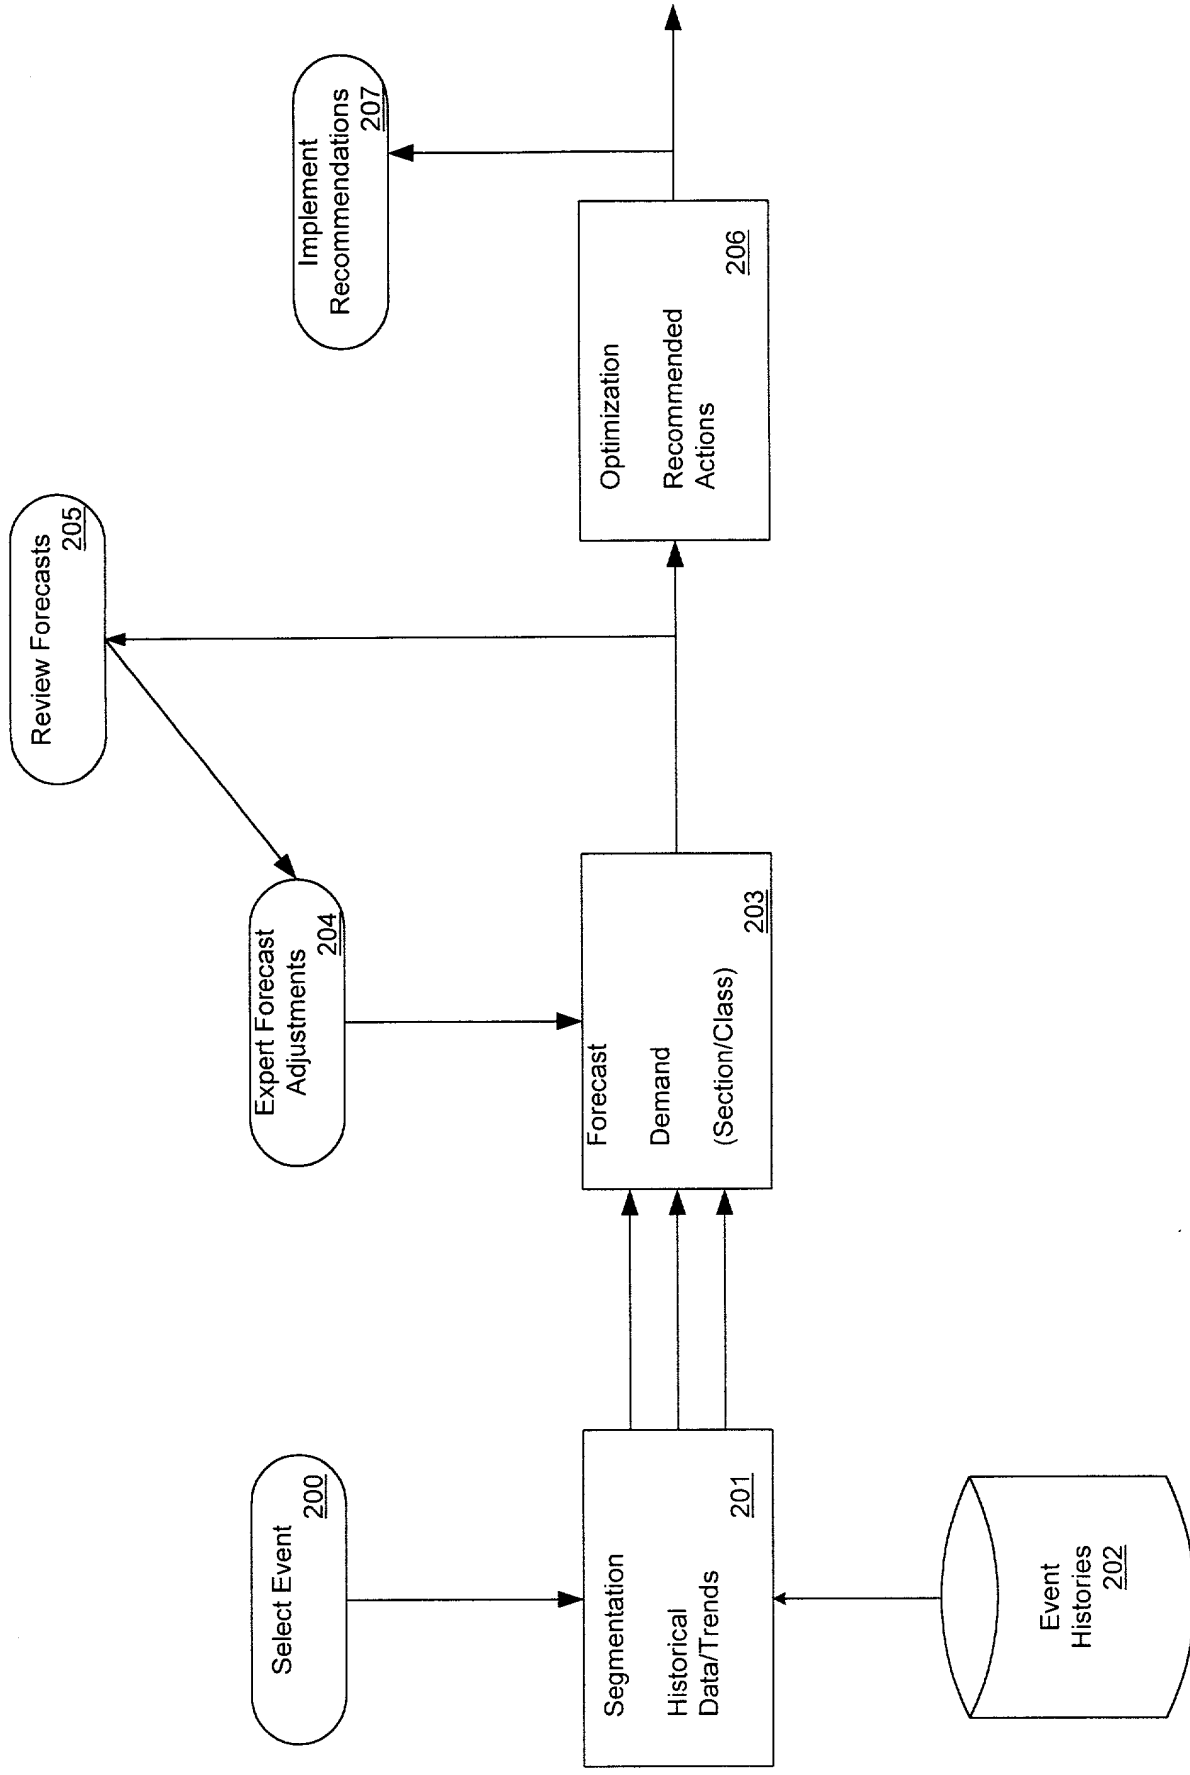 Select Event
200
Segmentation
Historical
Data/Trends
201
Event
Histories
202
Expert Forecast
Adjustments
204
Forecast
Demand
(Section/Class)
203
Review Forecasts
205
Optimization
Recommended
Actions
206
Implement
Recommendations
207